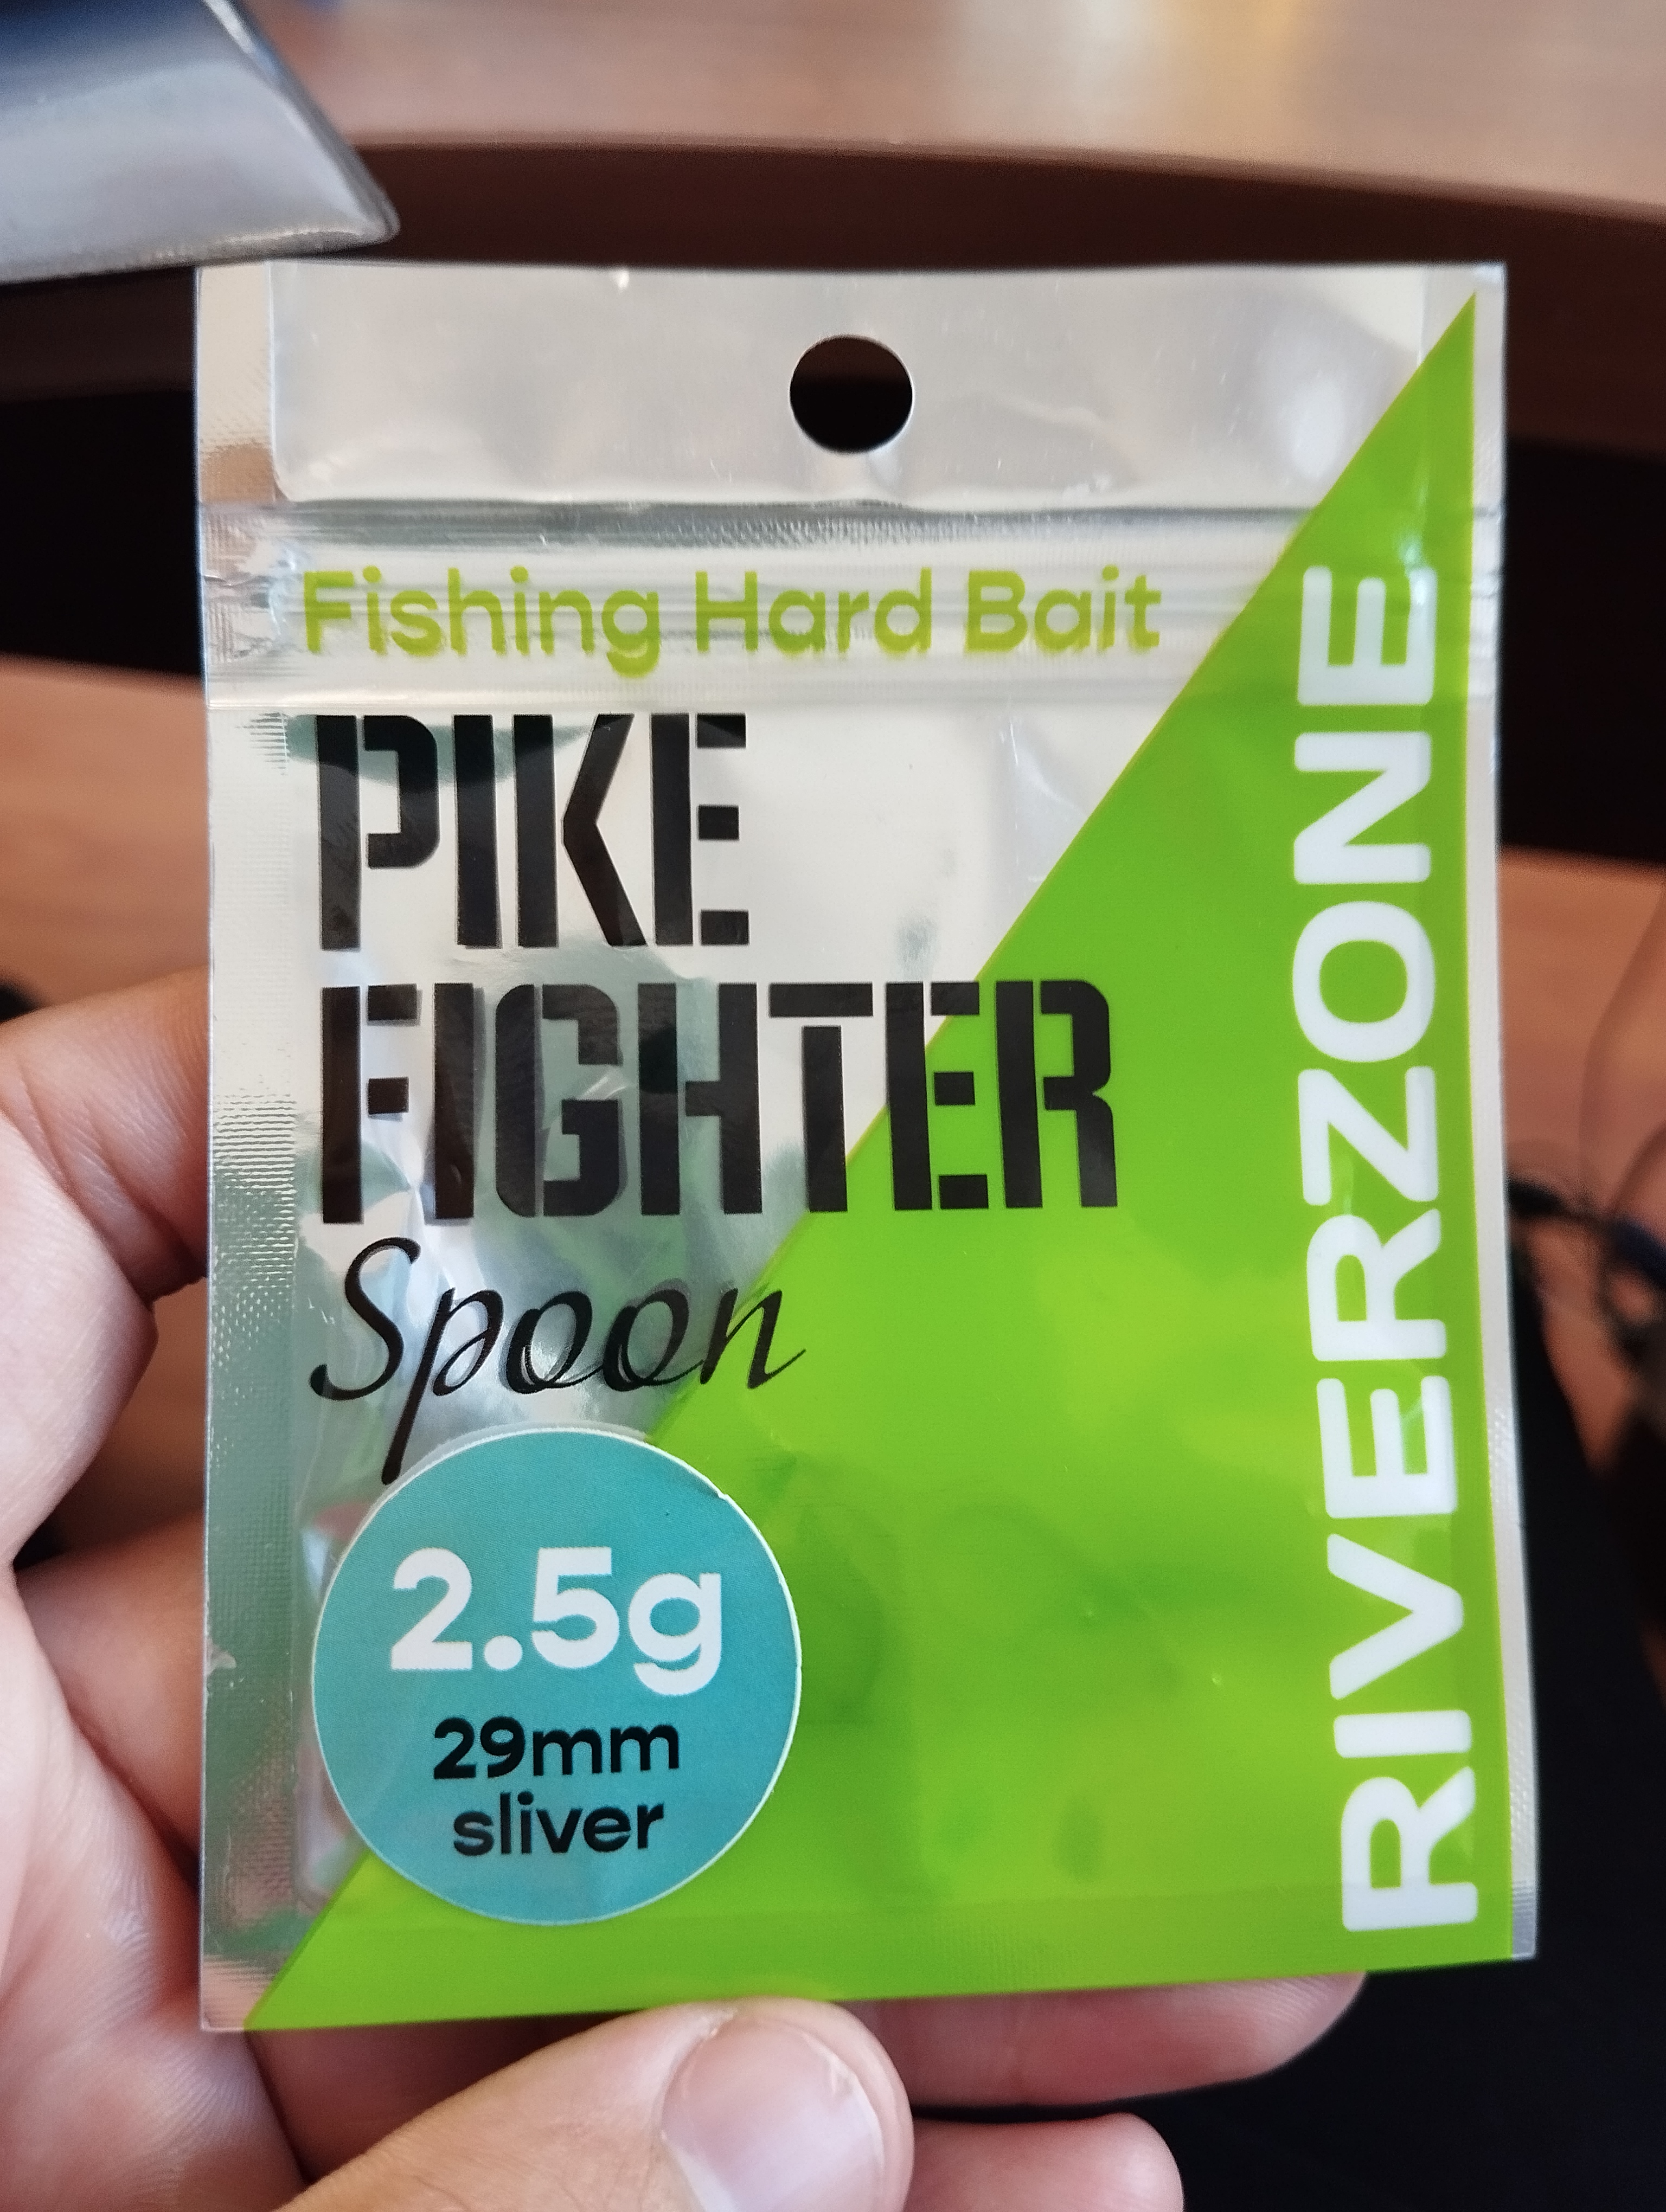 Fishing Hard Bait
PIKE
FIGHTER
Spoon
2.5g
29mm
sliver
RIVERZONE